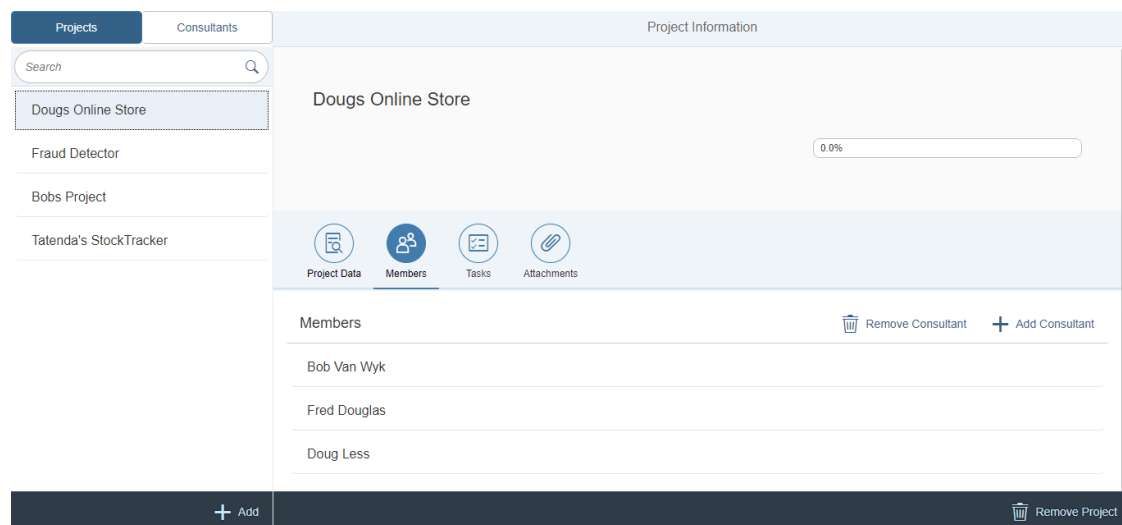 Projects Consultants
Project Information
Search
Dougs Online Store
Fraud Detector
Bobs Project
Tatenda's StockTracker
Add
Dougs Online Store
0.0%
Project Data Members Tasks Attachments
Members Remove Consultant Add Consultant
Bob Van Wyk
Fred Douglas
Doug Less
Remove Project